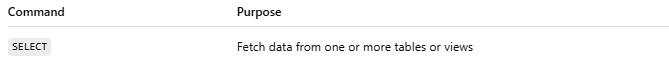 Command Purpose
SELECT Fetch data from one or more tables or views